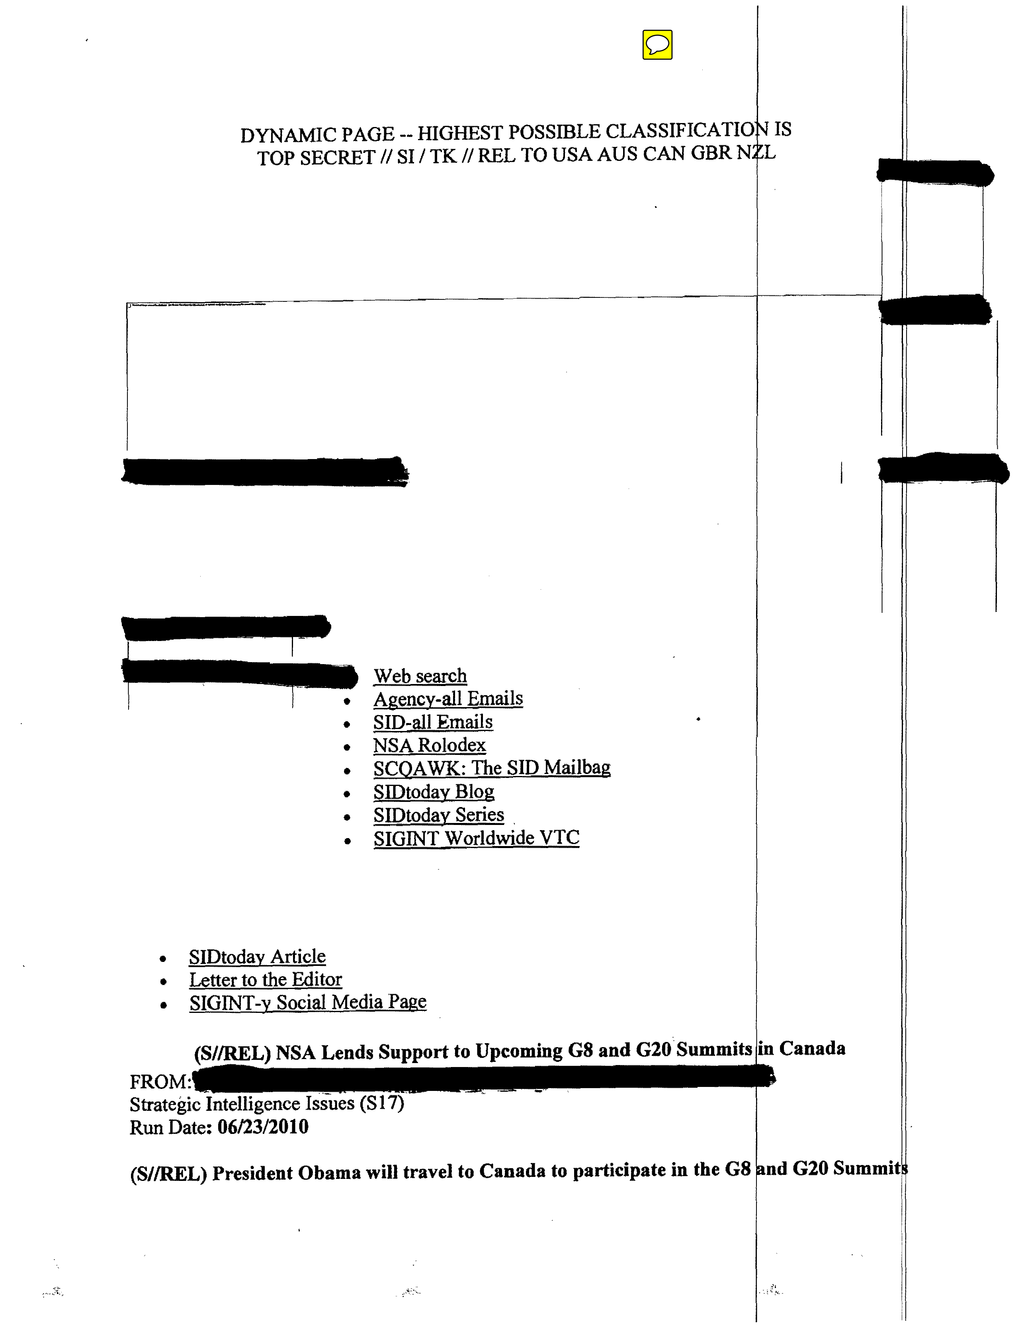 DYNAMIC PAGE -- HIGHEST POSSIBLE CLASSIFICATION IS
TOP SECRET // SI / TK // REL TO USA AUS CAN GBR NZL
Web search
• Agency-all Emails
• SID-all Emails
• NSA Rolodex
• SCQAWK: The SID Mailbag
• SIDtoday Blog
• SIDtoday Series
• SIGINT Worldwide VTC
• SIDtoday Article
• Letter to the Editor
• SIGINT-y Social Media Page
(S//REL) NSA Lends Support to Upcoming G8 and G20 Summits in Canada
FROM:
Strategic Intelligence Issues (S17)
Run Date: 06/23/2010
(S//REL) President Obama will travel to Canada to participate in the G8 and G20 Summits